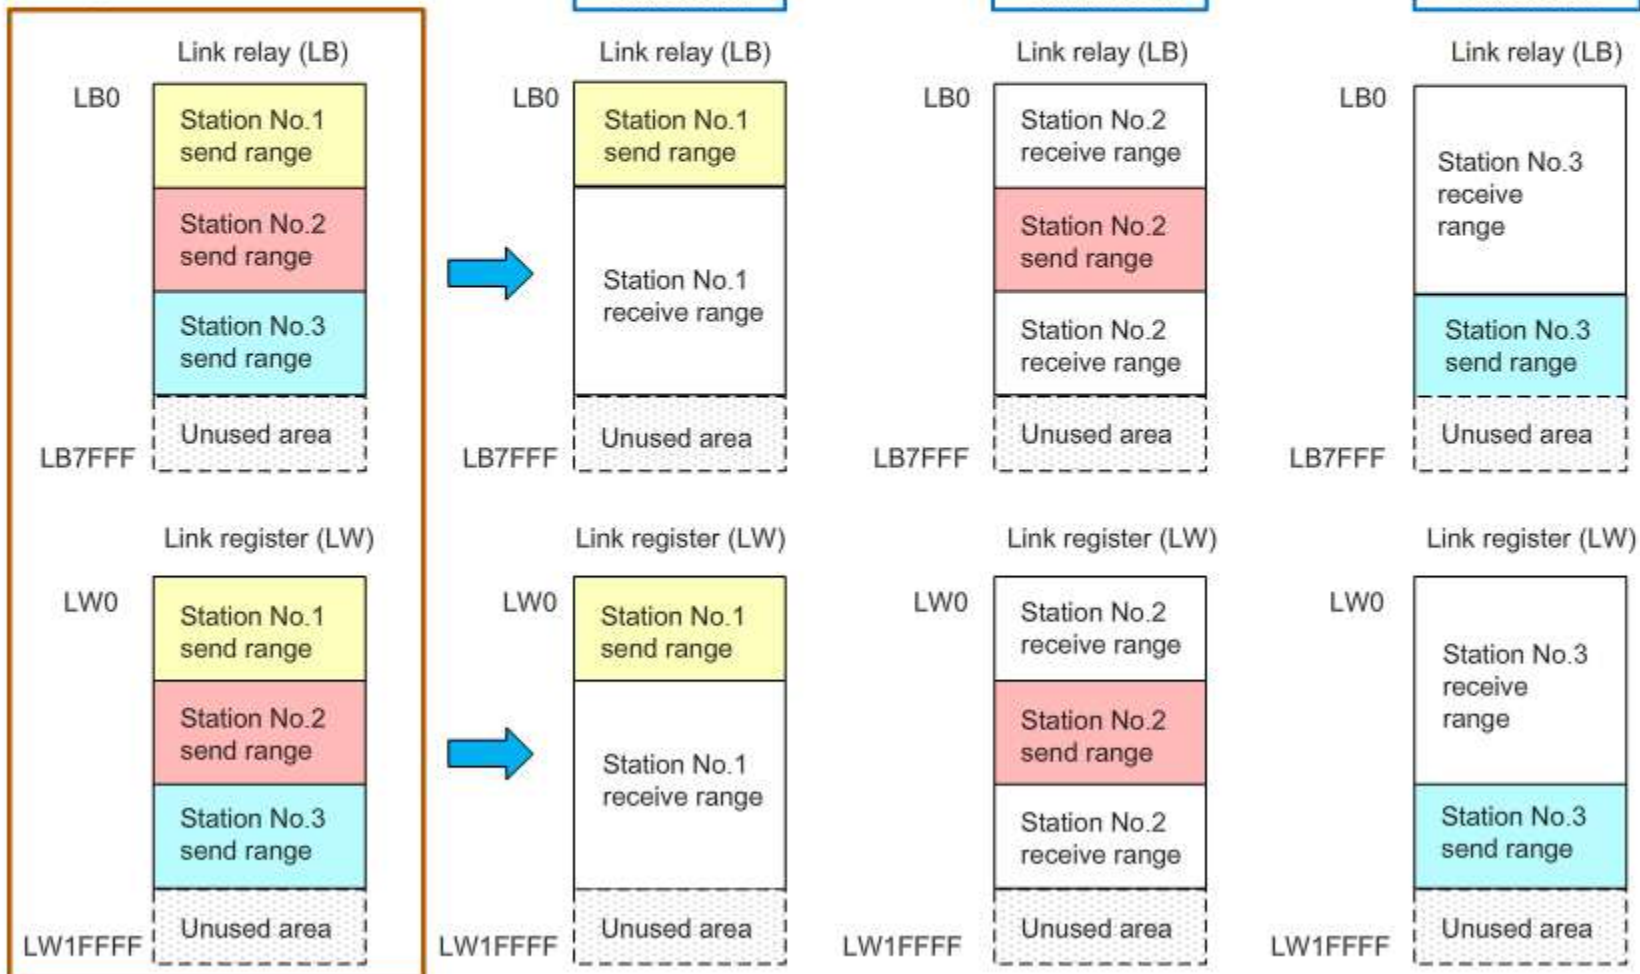 Link relay (LB)
LB0
Station No.1
send range
Station No.2
send range
Station No.3
send range
Unused area
LB7FFF
Link relay (LB)
LB0
Station No.1
send range
Station No.1
receive range
Unused area
LB7FFF
Link relay (LB)
LB0
Station No.2
receive range
Station No.2
send range
Station No.2
receive range
Unused area
LB7FFF
Link relay (LB)
LB0
Station No.3
receive
range
Station No.3
send range
Unused area
LB7FFF
Link register (LW)
LW0
Station No.1
send range
Station No.2
send range
Station No.3
send range
Unused area
LW1FFFF
Link register (LW)
LW0
Station No.1
send range
Station No.1
receive range
Unused area
LW1FFFF
Link register (LW)
LW0
Station No.2
receive range
Station No.2
send range
Station No.2
receive range
Unused area
LW1FFFF
Link register (LW)
LW0
Station No.3
receive
range
Station No.3
send range
Unused area
LW1FFFF